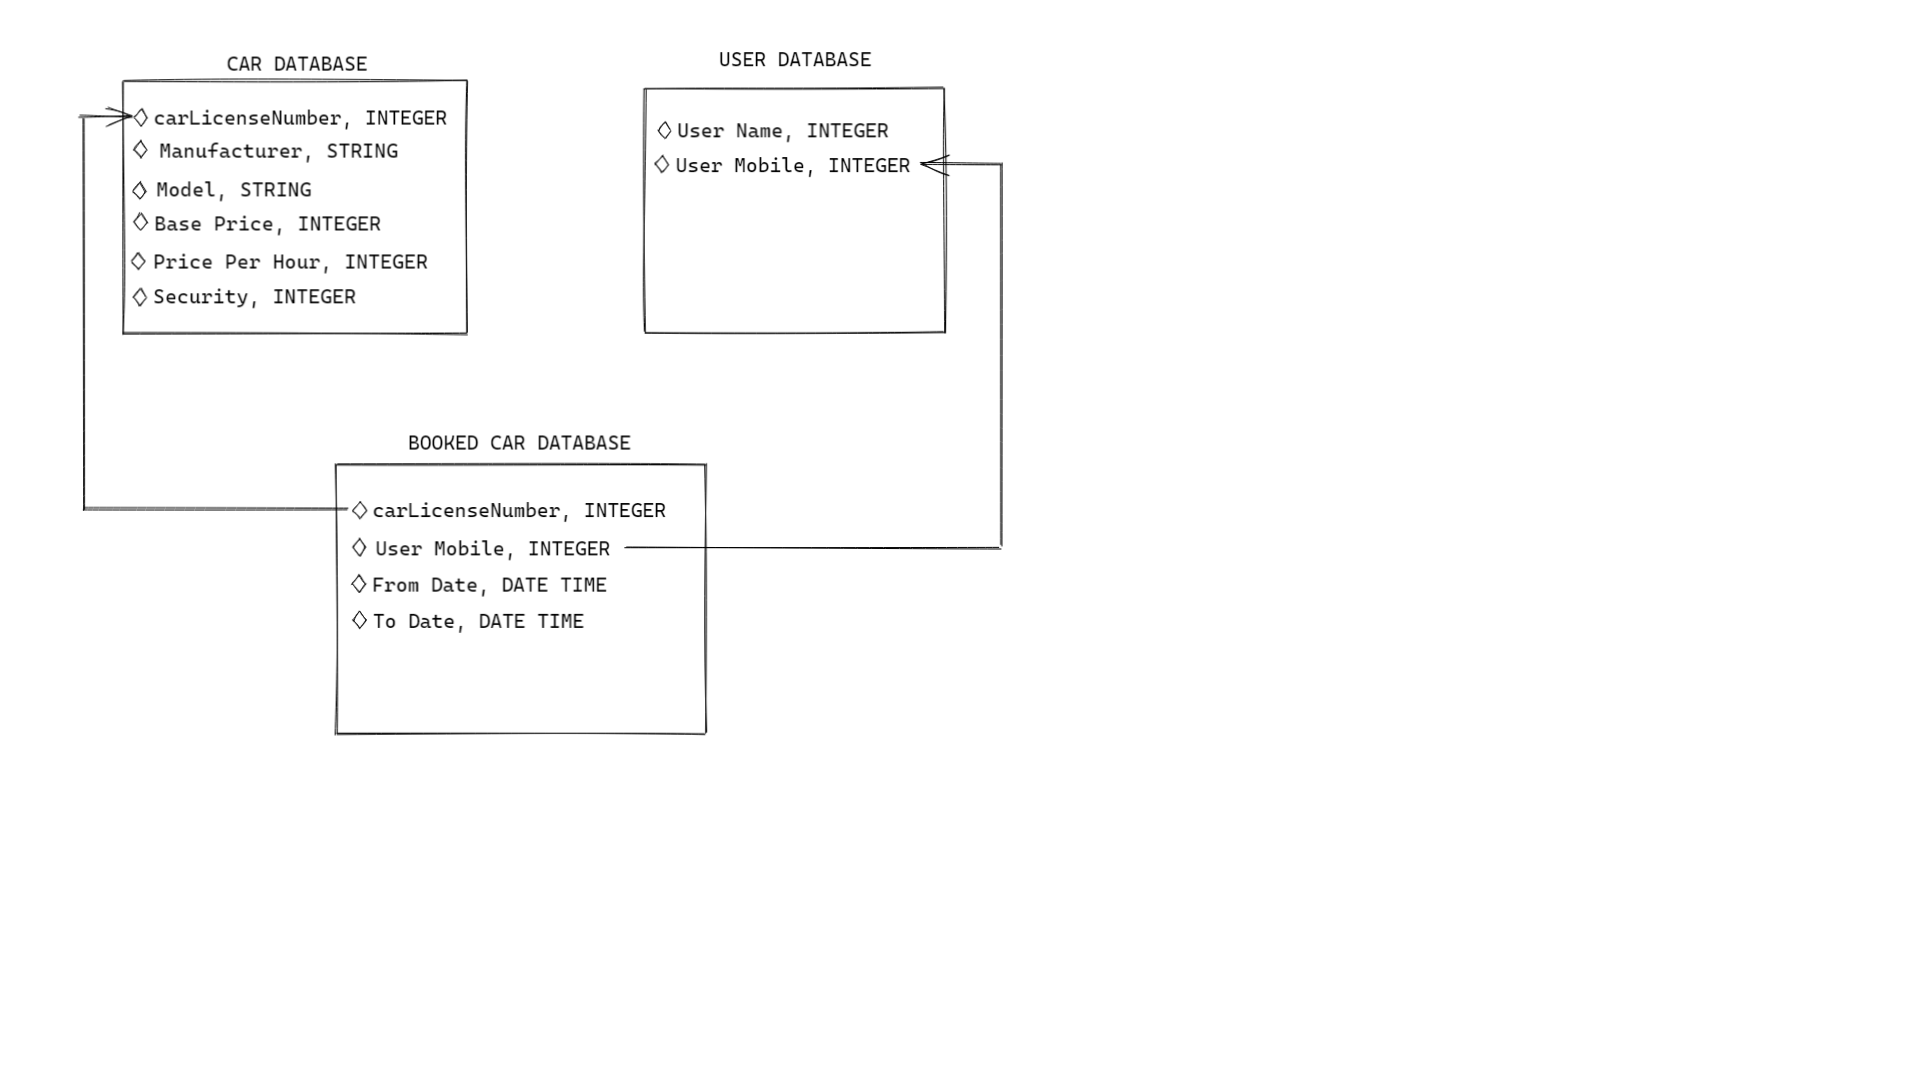 CAR DATABASE
carLicenseNumber, INTEGER
Manufacturer, STRING
Model, STRING
Base Price, INTEGER
Price Per Hour, INTEGER
Security, INTEGER
USER DATABASE
User Name, INTEGER
User Mobile, INTEGER
BOOKED CAR DATABASE
carLicenseNumber, INTEGER
User Mobile, INTEGER
From Date, DATE TIME
To Date, DATE TIME